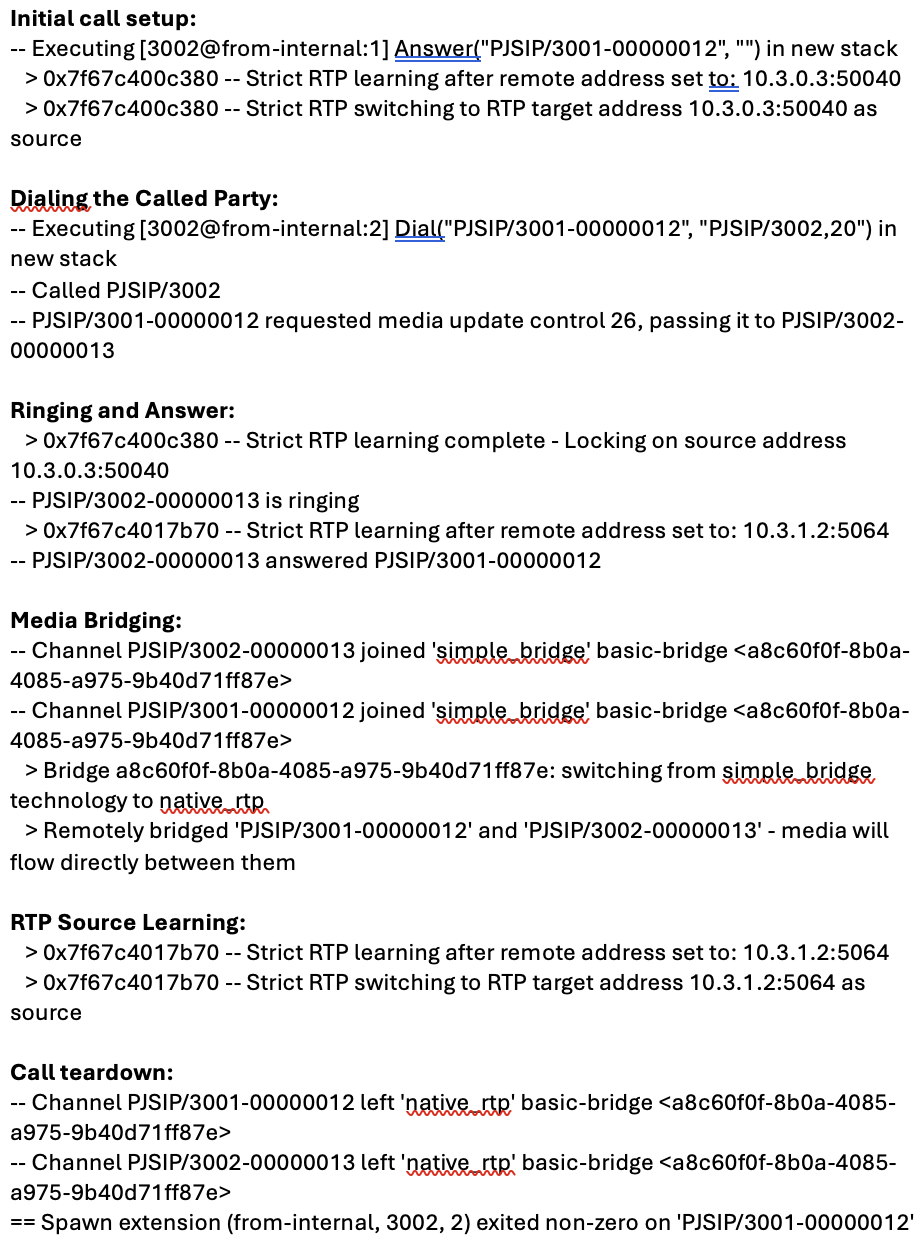 Initial call setup:
-- Executing [3002@from-internal:1] Answer("PJSIP/3001-00000012", "") in new stack
> 0x7f67c400c380 -- Strict RTP learning after remote address set to: 10.3.0.3:50040
> 0x7f67c400c380 -- Strict RTP switching to RTP target address 10.3.0.3:50040 as
source
Dialing the Called Party:
-- Executing [3002@from-internal:2] Dial("PJSIP/3001-00000012", "PJSIP/3002,20") in
new stack
-- Called PJSIP/3002
-- PJSIP/3001-00000012 requested media update control 26, passing it to PJSIP/3002-
00000013
Ringing and Answer:
> 0x7f67c400c380 -- Strict RTP learning complete - Locking on source address
10.3.0.3:50040
-- PJSIP/3002-00000013 is ringing
> 0x7f67c4017b70 -- Strict RTP learning after remote address set to: 10.3.1.2:5064
-- PJSIP/3002-00000013 answered PJSIP/3001-00000012
Media Bridging:
-- Channel PJSIP/3002-00000013 joined 'simple_bridge' basic-bridge <a8c60f0f-8b0a-
4085-a975-9b40d71ff87e>
-- Channel PJSIP/3001-00000012 joined 'simple_bridge' basic-bridge <a8c60f0f-8b0a-
4085-a975-9b40d71ff87e>
> Bridge a8c60f0f-8b0a-4085-a975-9b40d71ff87e: switching from simple_bridge
technology to native_rtp
> Remotely bridged 'PJSIP/3001-00000012' and 'PJSIP/3002-00000013' - media will
flow directly between them
RTP Source Learning:
> 0x7f67c4017b70 -- Strict RTP learning after remote address set to: 10.3.1.2:5064
> 0x7f67c4017b70 -- Strict RTP switching to RTP target address 10.3.1.2:5064 as
source
Call teardown:
-- Channel PJSIP/3001-00000012 left 'native_rtp' basic-bridge <a8c60f0f-8b0a-4085-
a975-9b40d71ff87e>
-- Channel PJSIP/3002-00000013 left 'native_rtp' basic-bridge <a8c60f0f-8b0a-4085-
a975-9b40d71ff87e>
== Spawn extension (from-internal, 3002, 2) exited non-zero on 'PJSIP/3001-00000012'